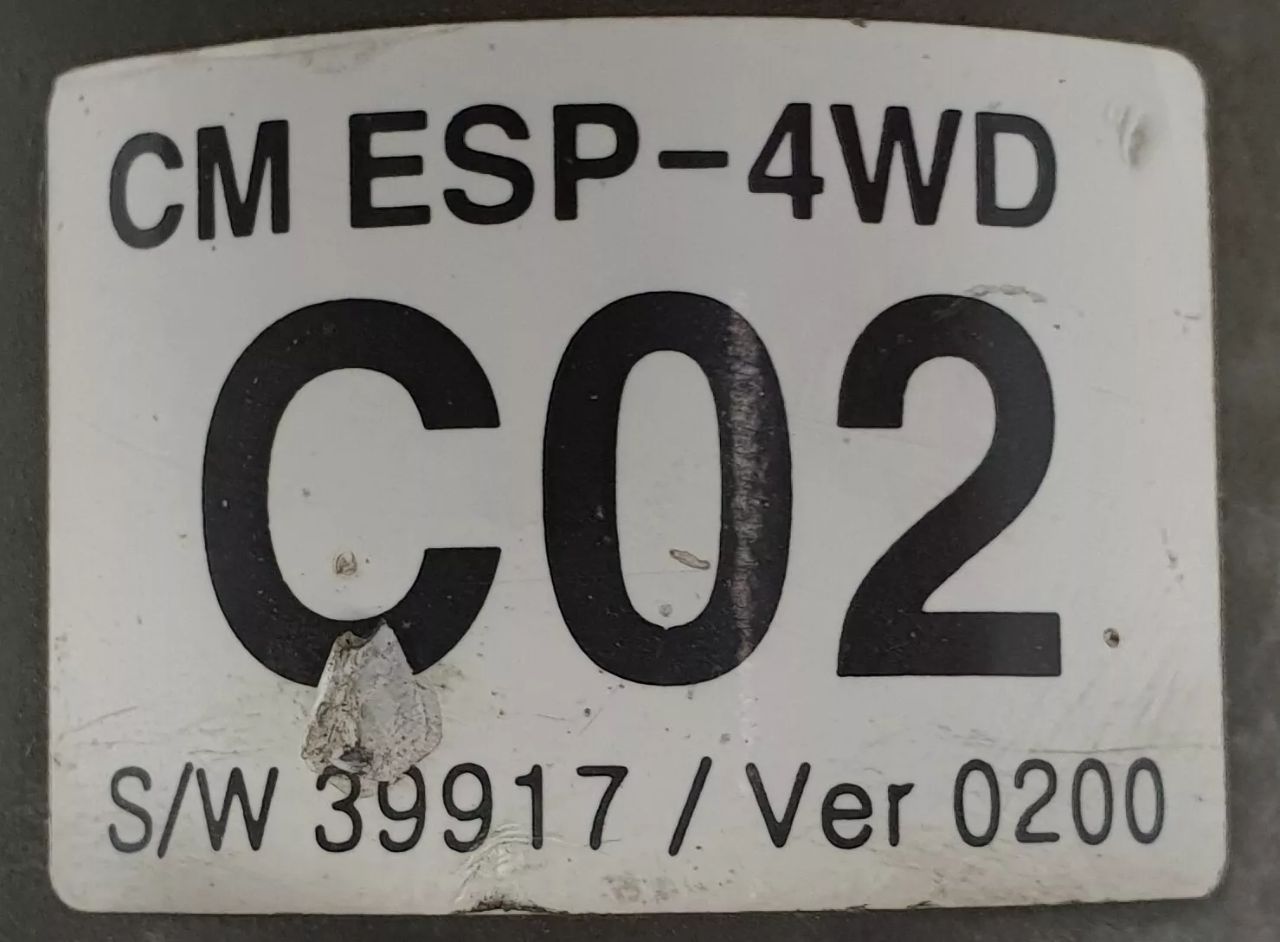 CM ESP-4WD
C02
S/W 39917 / Ver 0200